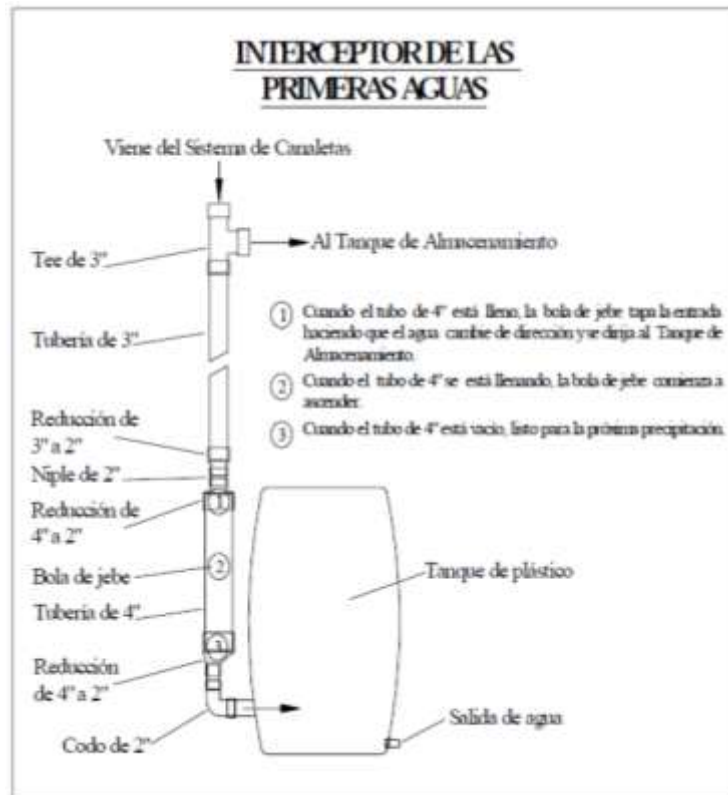 INTERCEPTOR DE LAS
PRIMERAS AGUAS
Viene del Sistema de Canaletas
Al Tanque de Almacenamiento
Tee de 3"
1 Cuando el tubo de 4" está lleno, la bola de jebe tapa la entrada
haciendo que el agua cambie de dirección y se dirija al Tanque de
Almacenamiento.
Tubería de 3"
2 Cuando el tubo de 4" se está llenando, la bola de jebe comienza a
ascender.
3 Cuando el tubo de 4" está vacio, listo para la próxima precipitación.
Reducción de
3" a 2"
Niple de 2"
Reducción de
4" a 2"
1
Bola de jebe
2
Tanque de plástico
Tubería de 4"
3
Reducción
de 4" a 2"
Salida de agua
Codo de 2"